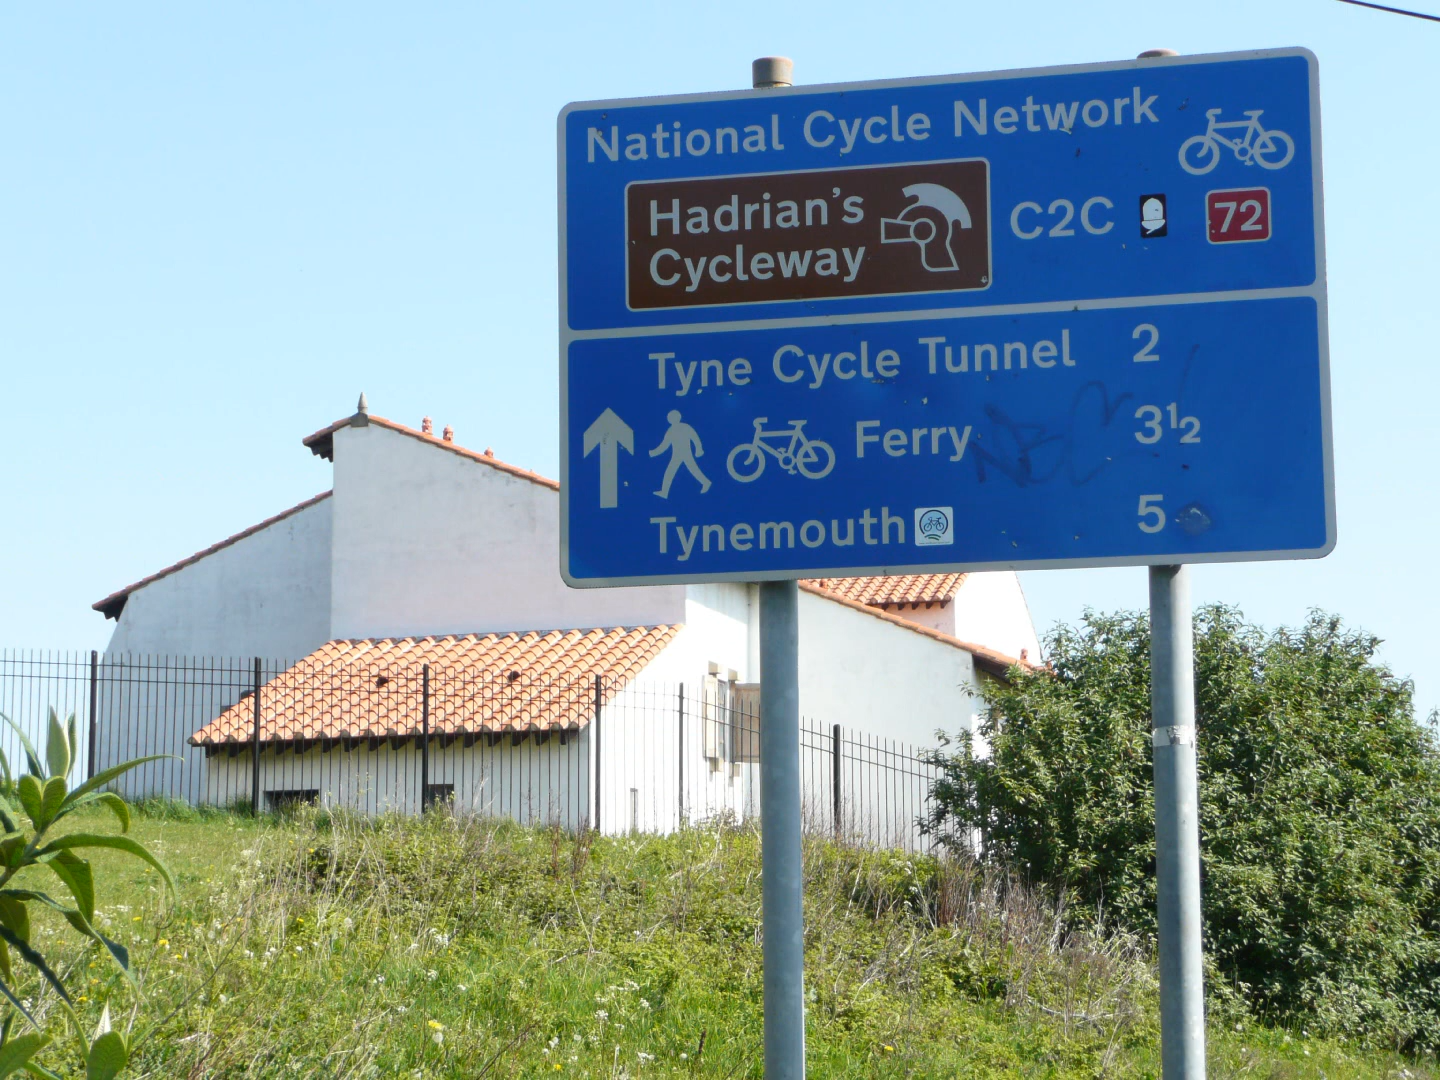 National Cycle Network
Hadrian's
Cycleway
C2C
72
Tyne Cycle Tunnel 2
Ferry 3½
Tynemouth 5